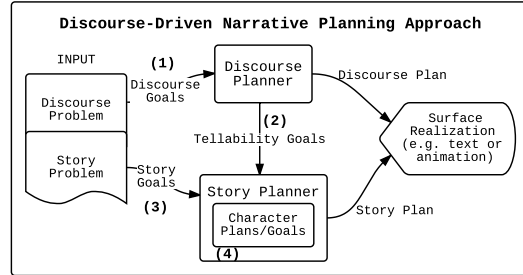 Discourse-Driven Narrative Planning Approach
INPUT
(1)
Discourse
Problem
Discourse
Goals
Discourse
Planner
Discourse Plan
(2)
Tellability Goals
Surface
Realization
(e.g. text or
animation)
Story
Problem
Story
Goals
(3)
Story Planner
Character
Plans/Goals
(4)
Story Plan